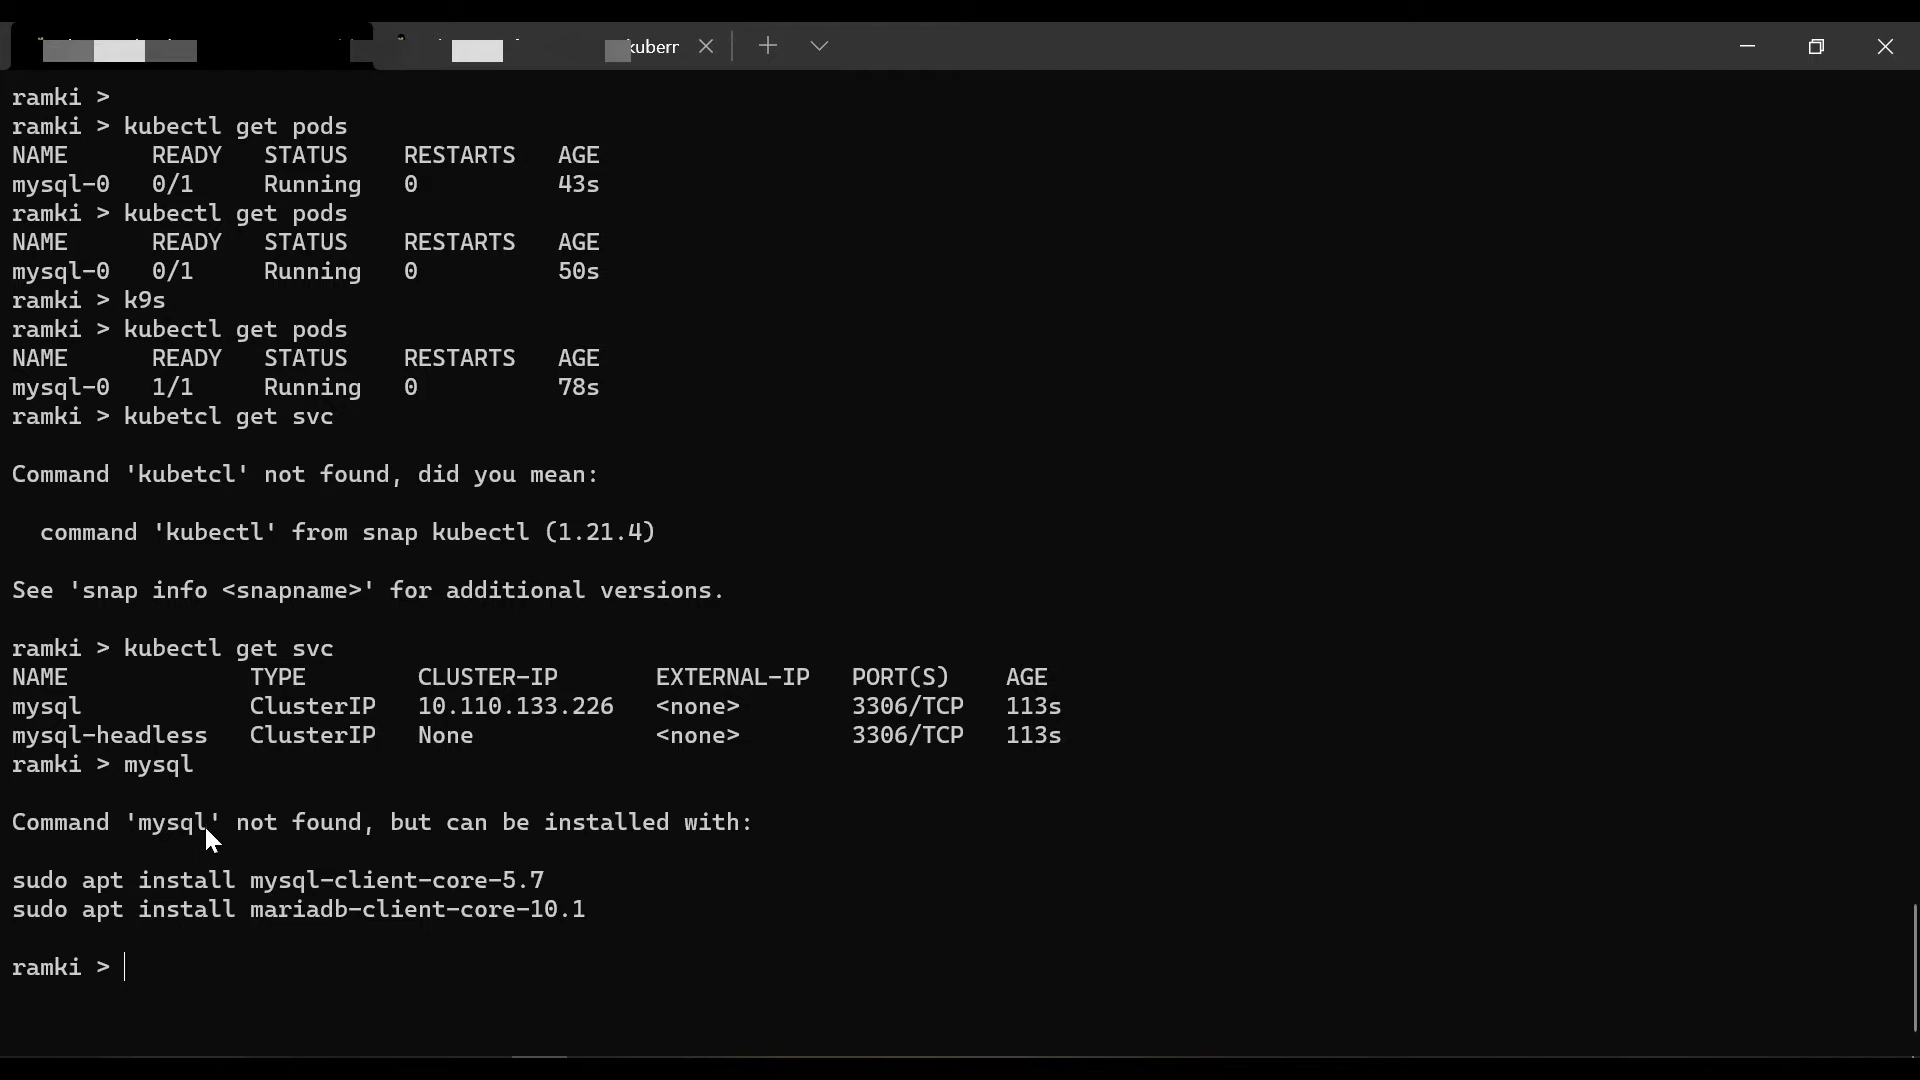 kubern
ramki >
ramki > kubectl get pods
NAME READY STATUS RESTARTS AGE
mysql-0 0/1 Running 0 43s
ramki > kubectl get pods
NAME READY STATUS RESTARTS AGE
mysql-0 0/1 Running 0 50s
ramki > k9s
ramki > kubectl get pods
NAME READY STATUS RESTARTS AGE
mysql-0 1/1 Running 0 78s
ramki > kubetcl get svc
Command 'kubetcl' not found, did you mean:
command 'kubectl' from snap kubectl (1.21.4)
See 'snap info <snapname>' for additional versions.
ramki > kubectl get svc
NAME TYPE CLUSTER-IP EXTERNAL-IP PORT(S) AGE
mysql ClusterIP 10.110.133.226 <none> 3306/TCP 113s
mysql-headless ClusterIP None <none> 3306/TCP 113s
ramki > mysql
Command 'mysql' not found, but can be installed with:
sudo apt install mysql-client-core-5.7
sudo apt install mariadb-client-core-10.1
ramki >